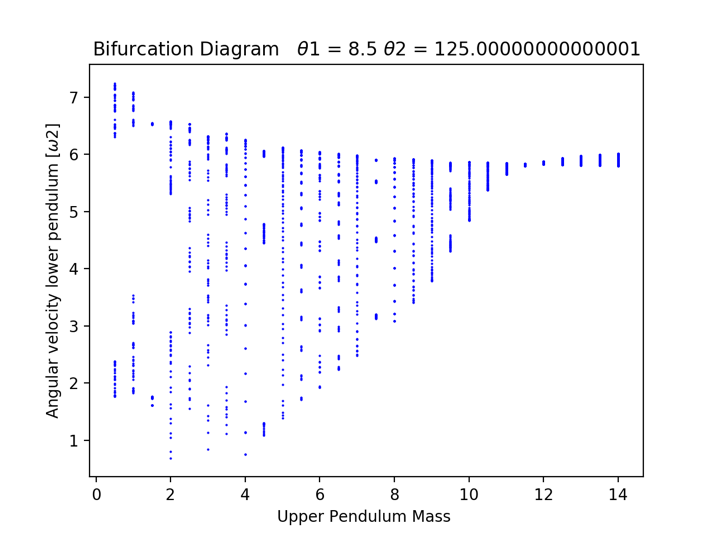 Bifurcation Diagram θ1 = 8.5 θ2 = 125.00000000000001
7
6
5
4
3
2
1
Angular velocity lower pendulum [ω2]
0 2 4 6 8 10 12 14
Upper Pendulum Mass